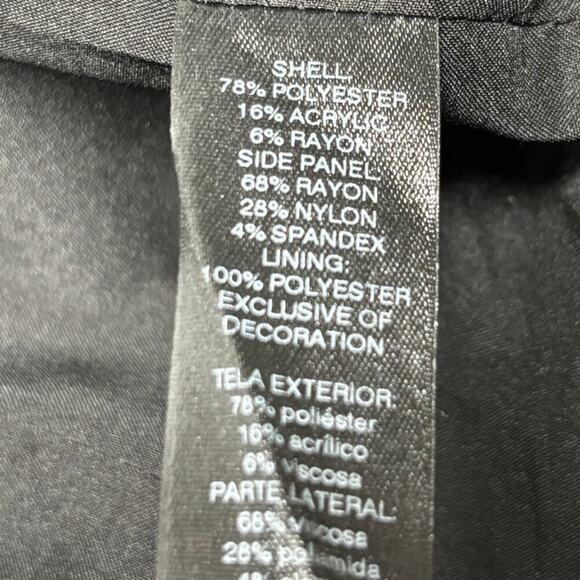 SHELL:
78% POLYESTER
16% ACRYLIC
6% RAYON
SIDE PANEL:
68% RAYON
28% NYLON
4% SPANDEX
LINING:
100% POLYESTER
EXCLUSIVE OF
DECORATION
TELA EXTERIOR:
78% poliéster
16% acrílico
6% viscosa
PARTE LATERAL:
68% viscosa
28% poliamida
4%